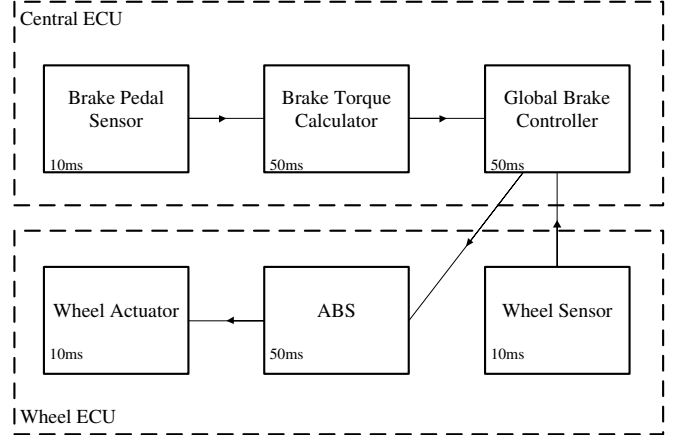 Central ECU
Brake Pedal
Sensor
10ms
Brake Torque
Calculator
50ms
Global Brake
Controller
50ms
Wheel Actuator
10ms
ABS
50ms
Wheel Sensor
10ms
Wheel ECU